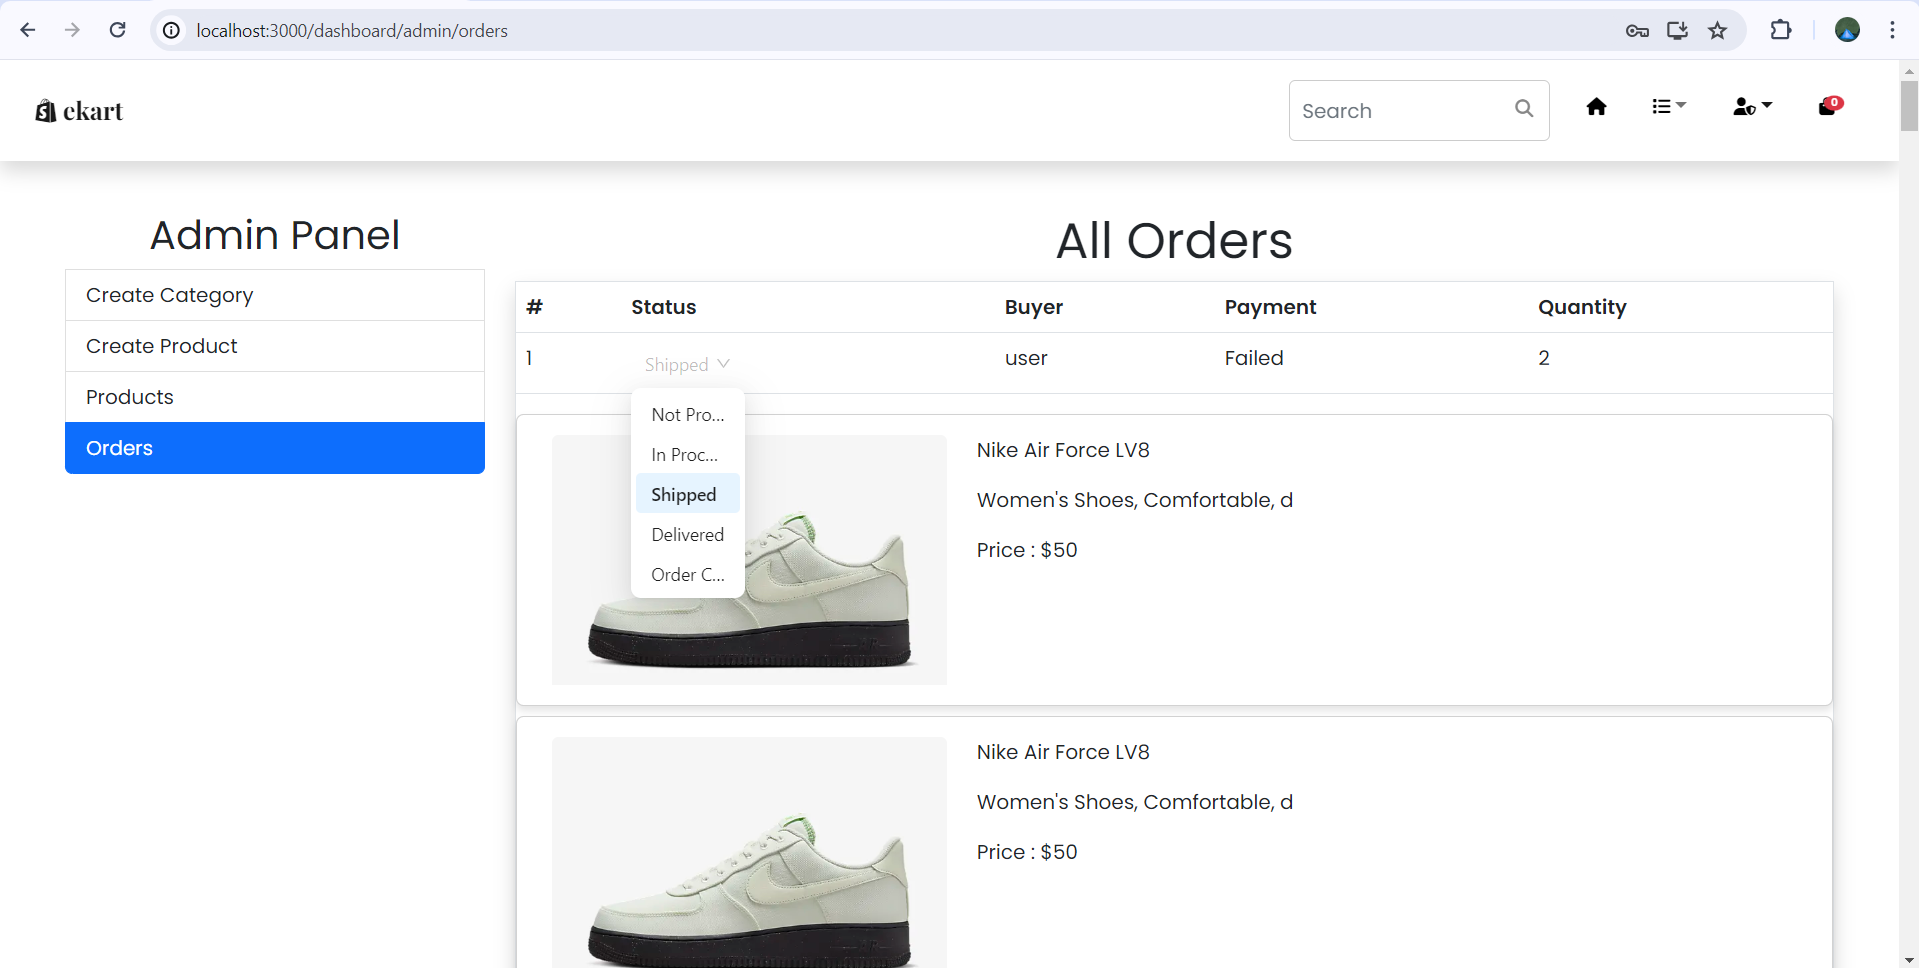 localhost:3000/dashboard/admin/orders
ekart
Search
0
Admin Panel
Create Category
Create Product
Products
Orders
All Orders
# Status Buyer Payment Quantity
1 Shipped user Failed 2
Not Pro...
In Proc...
Shipped
Delivered
Order C...
Nike Air Force LV8
Women's Shoes, Comfortable, d
Price : $50
Nike Air Force LV8
Women's Shoes, Comfortable, d
Price : $50